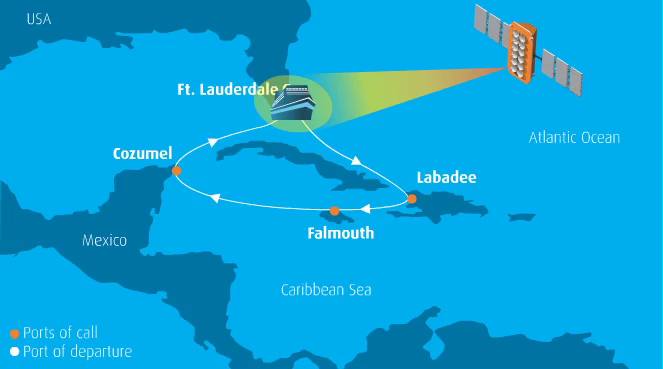 USA
Ft. Lauderdale
Atlantic Ocean
Cozumel
Labadee
Falmouth
Mexico
Caribbean Sea
Ports of call
Port of departure